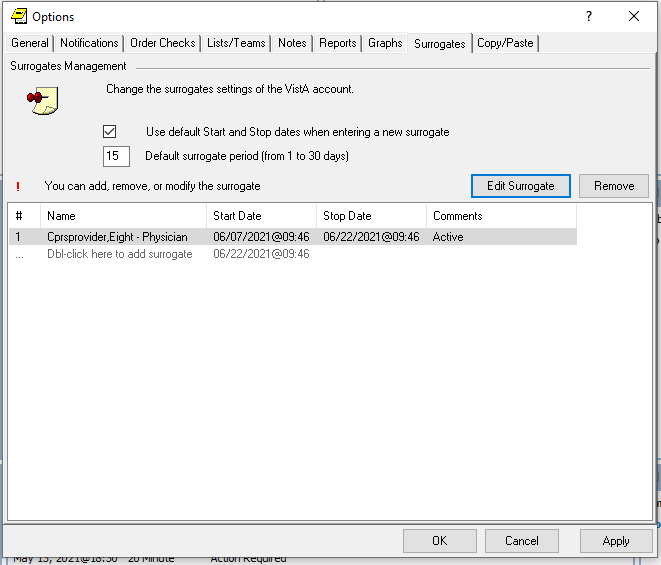 Options ?
General Notifications Order Checks Lists/Teams Notes Reports Graphs Surrogates Copy/Paste
Surrogates Management
Change the surrogates settings of the VistA account.
Use default Start and Stop dates when entering a new surrogate
15 Default surrogate period (from 1 to 30 days)
! You can add, remove, or modify the surrogate Edit Surrogate Remove
# Name Start Date Stop Date Comments
1 Cprsprovider,Eight - Physician 06/07/2021@09:46 06/22/2021@09:46 Active
... Dbl-click here to add surrogate 06/22/2021@09:46
OK Cancel Apply
May 13, 2021@18:30 20 Minute Action Required